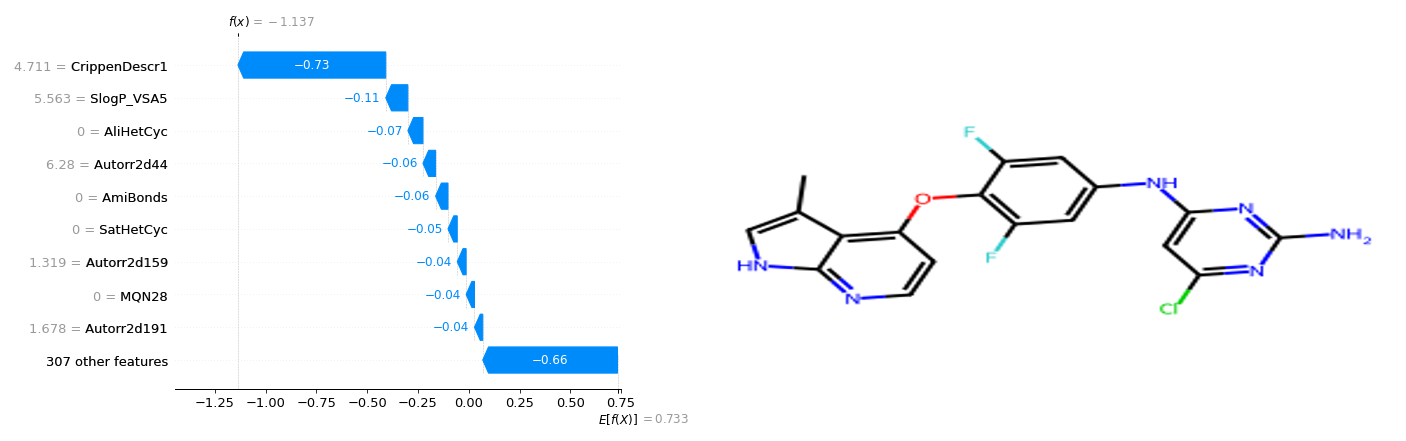 f(x) = −1.137
4.711 = CrippenDescr1
−0.73
5.563 = SlogP_VSA5
−0.11
0 = AliHetCyc
−0.07
6.28 = Autorr2d44
−0.06
0 = AmiBonds
−0.06
0 = SatHetCyc
−0.05
1.319 = Autorr2d159
−0.04
0 = MQN28
−0.04
1.678 = Autorr2d191
−0.04
307 other features
−0.66
−1.25 −1.00 −0.75 −0.50 −0.25 0.00 0.25 0.50 0.75
E[f(X)] = 0.733
F
NH
O
N
NH₂
F
HN
N
N
Cl